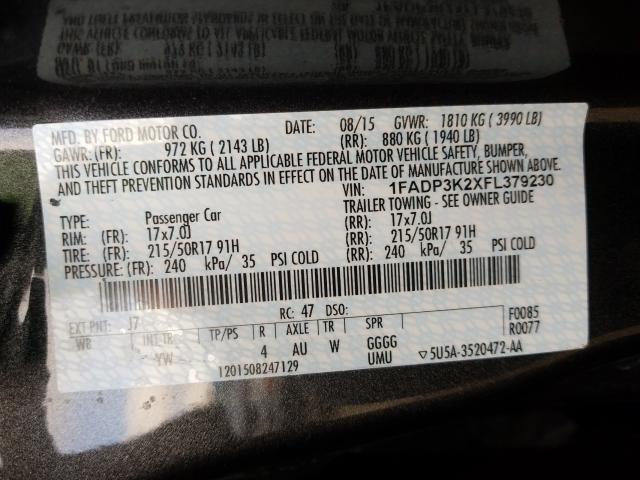 MFD. BY FORD MOTOR CO. DATE: 08/15 GVWR: 1810 KG ( 3990 LB)
GAWR: (FR): 972 KG ( 2143 LB) (RR): 880 KG ( 1940 LB)
THIS VEHICLE CONFORMS TO ALL APPLICABLE FEDERAL MOTOR VEHICLE SAFETY, BUMPER,
AND THEFT PREVENTION STANDARDS IN EFFECT ON THE DATE OF MANUFACTURE SHOWN ABOVE.
VIN: 1FADP3K2XFL379230
TYPE: Passenger Car TRAILER TOWING - SEE OWNER GUIDE
RIM: (FR): 17x7.0J (RR): 17x7.0J
TIRE: (FR): 215/50R17 91H (RR): 215/50R17 91H
PRESSURE: (FR): 240 kPa/ 35 PSI COLD (RR): 240 kPa/ 35 PSI COLD
EXT PNT: J7 RC: 47 DSO: F0085
WB INT TR TP/PS R AXLE TR SPR R0077
YW 4 AU W GGGG
UMU 5U5A-3520472-AA
1201508247129